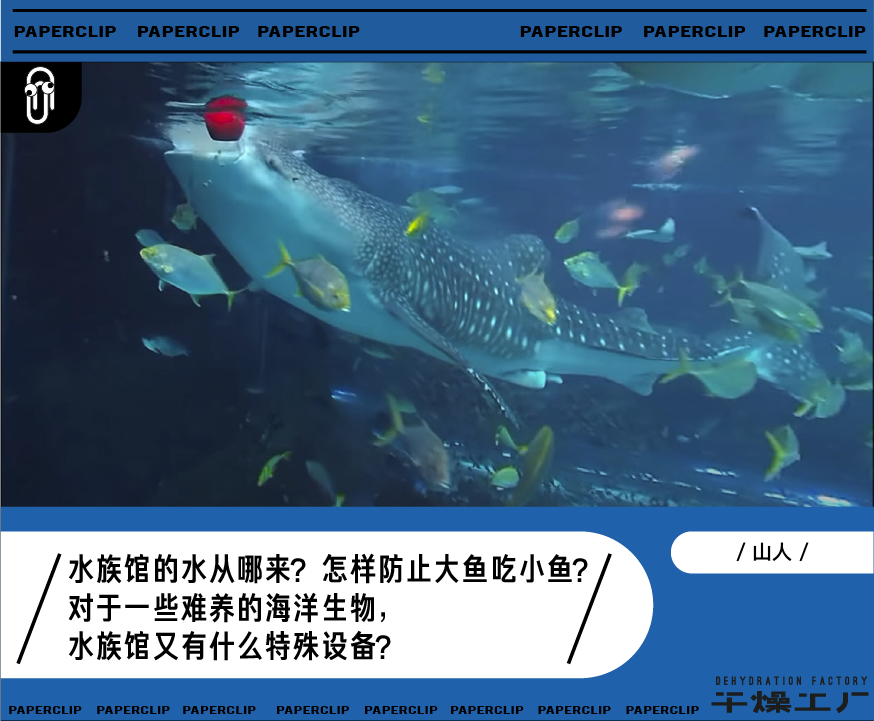 PAPERCLIP PAPERCLIP PAPERCLIP PAPERCLIP PAPERCLIP PAPERCLIP
水族馆的水从哪来？怎样防止大鱼吃小鱼？
对于一些难养的海洋生物，
水族馆又有什么特殊设备？
/ 山人 /
DEHYDRATION FACTORY
干燥工厂
PAPERCLIP PAPERCLIP PAPERCLIP PAPERCLIP PAPERCLIP PAPERCLIP PAPERCLIP PAPERCLIP